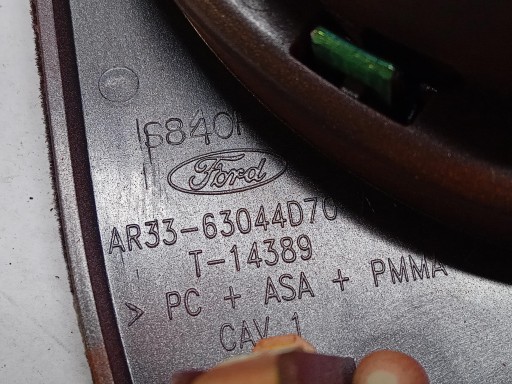 Ford
AR33-63044D70
T-14389
> PC + ASA + PMMA
CAV 1